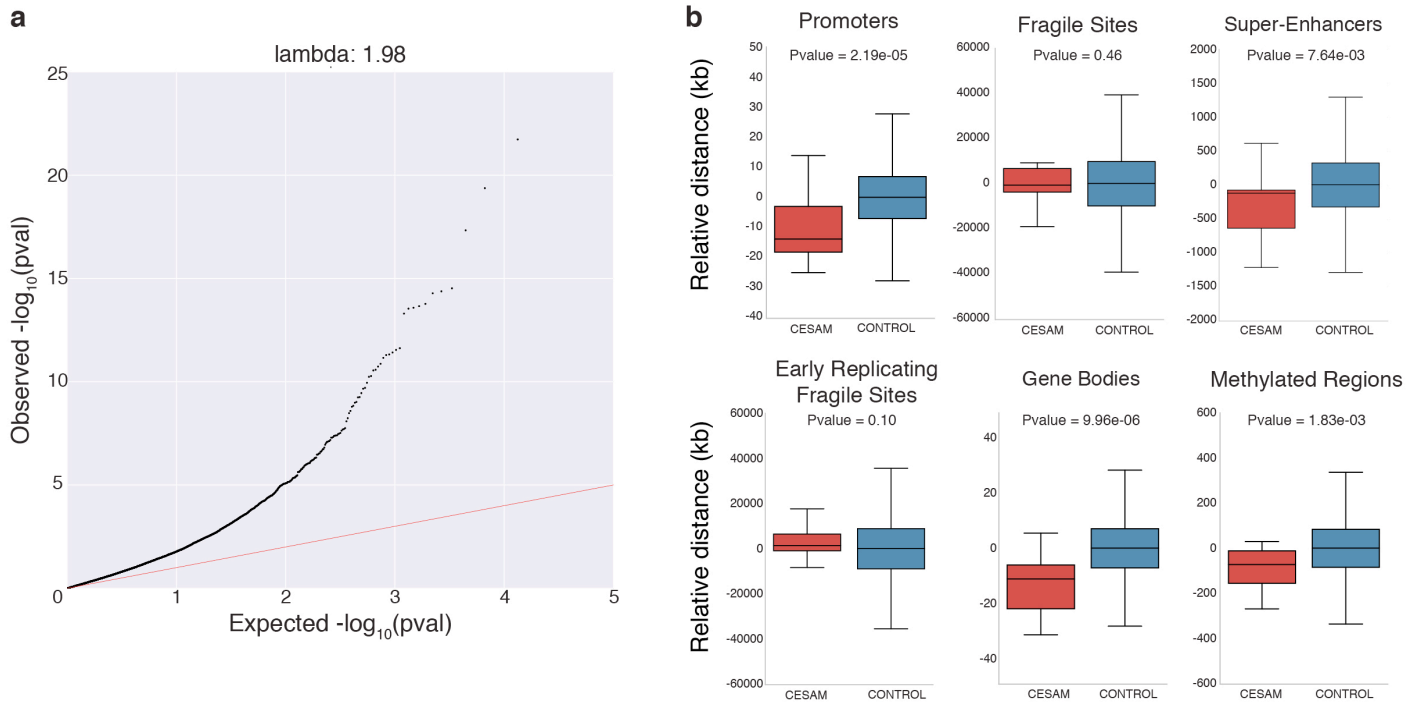 a
lambda: 1.98
25
20
15
10
5
0
1
2
3
4
5
Observed -log10(pval)
Expected -log10(pval)
b
Promoters
Pvalue = 2.19e-05
50
40
30
20
10
0
-10
-20
-30
-40
Relative distance (kb)
CESAM
CONTROL
Fragile Sites
Pvalue = 0.46
60000
40000
20000
0
-20000
-40000
-60000
CESAM
CONTROL
Super-Enhancers
Pvalue = 7.64e-03
2000
1500
1000
500
0
-500
-1000
-1500
-2000
CESAM
CONTROL
Early Replicating
Fragile Sites
Pvalue = 0.10
60000
40000
20000
0
-20000
-40000
-60000
Relative distance (kb)
CESAM
CONTROL
Gene Bodies
Pvalue = 9.96e-06
40
20
0
-20
-40
CESAM
CONTROL
Methylated Regions
Pvalue = 1.83e-03
600
400
200
0
-200
-400
-600
CESAM
CONTROL